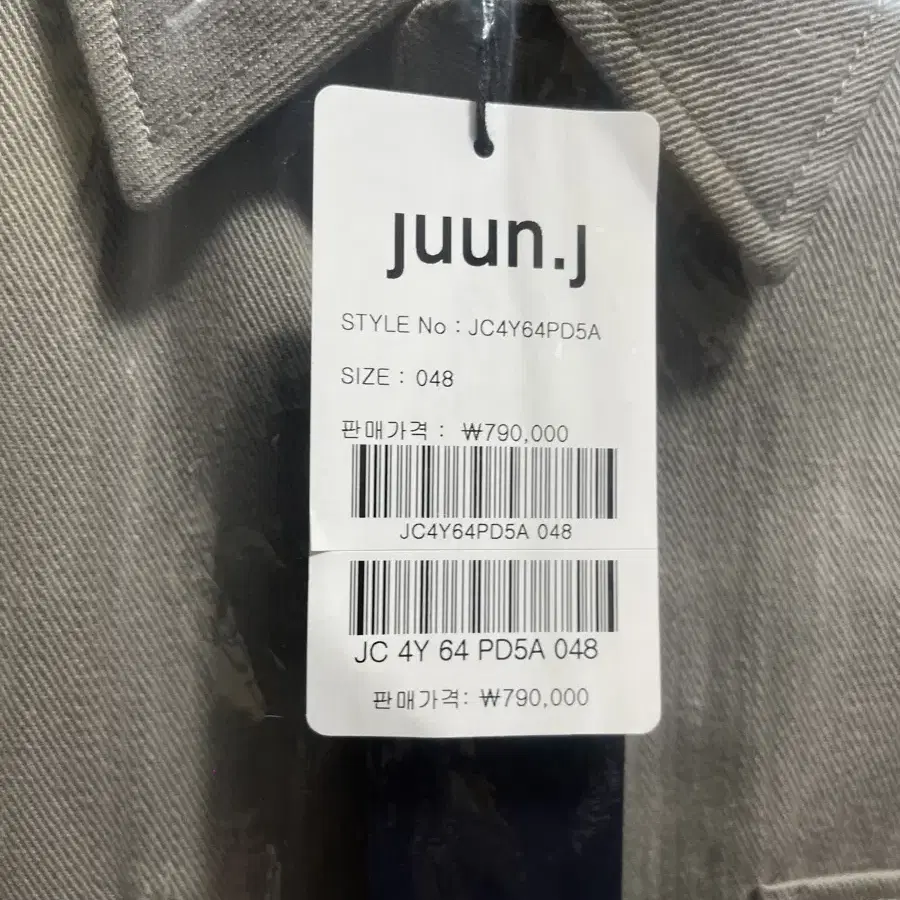 juun.j
STYLE No : JC4Y64PD5A
SIZE : 048
판매가격 : ₩790,000
JC4Y64PD5A 048
JC 4Y 64 PD5A 048
판매가격: ₩790,000